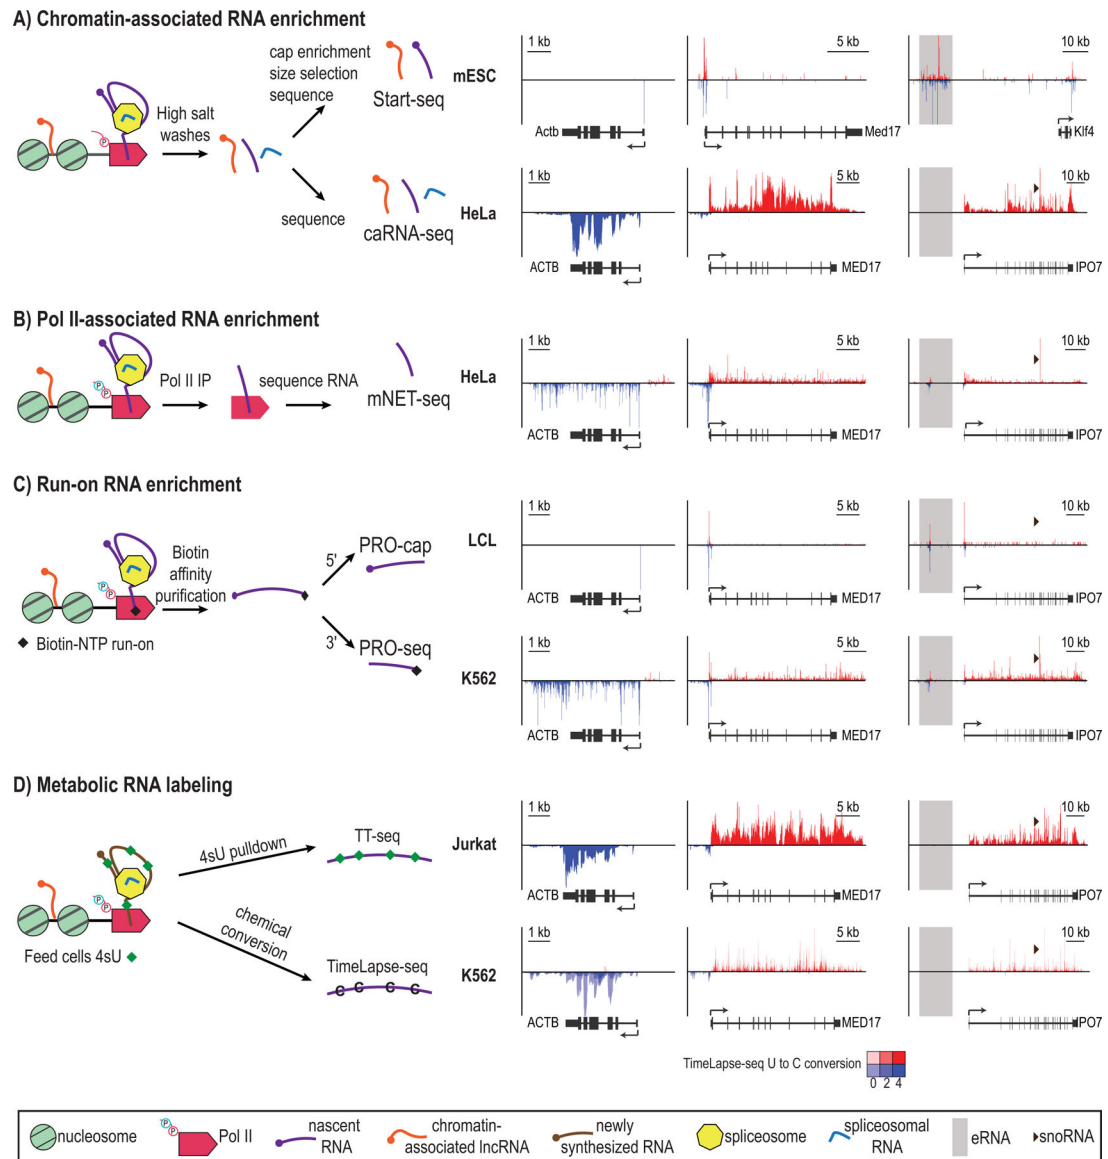 A) Chromatin-associated RNA enrichment
High salt
washes
P
cap enrichment
size selection
sequence
Start-seq
sequence
caRNA-seq
mESC
1 kb
Actb
5 kb
Med17
10 kb
Klf4
HeLa
1 kb
ACTB
5 kb
MED17
10 kb
IPO7
B) Pol II-associated RNA enrichment
P
P
Pol II IP
sequence RNA
mNET-seq
HeLa
1 kb
ACTB
5 kb
MED17
10 kb
IPO7
C) Run-on RNA enrichment
P
P
Biotin
affinity
purification
Biotin-NTP run-on
5'
PRO-cap
3'
PRO-seq
LCL
1 kb
ACTB
5 kb
MED17
10 kb
IPO7
K562
1 kb
ACTB
5 kb
MED17
10 kb
IPO7
D) Metabolic RNA labeling
P
P
Feed cells 4sU
4sU pulldown
TT-seq
chemical
conversion
TimeLapse-seq
C C C C
Jurkat
1 kb
ACTB
5 kb
MED17
10 kb
IPO7
K562
1 kb
ACTB
5 kb
MED17
10 kb
IPO7
TimeLapse-seq U to C conversion
0 2 4
nucleosome
P
P
Pol II
nascent
RNA
chromatin-
associated lncRNA
newly
synthesized RNA
spliceosome
spliceosomal
RNA
eRNA
snoRNA